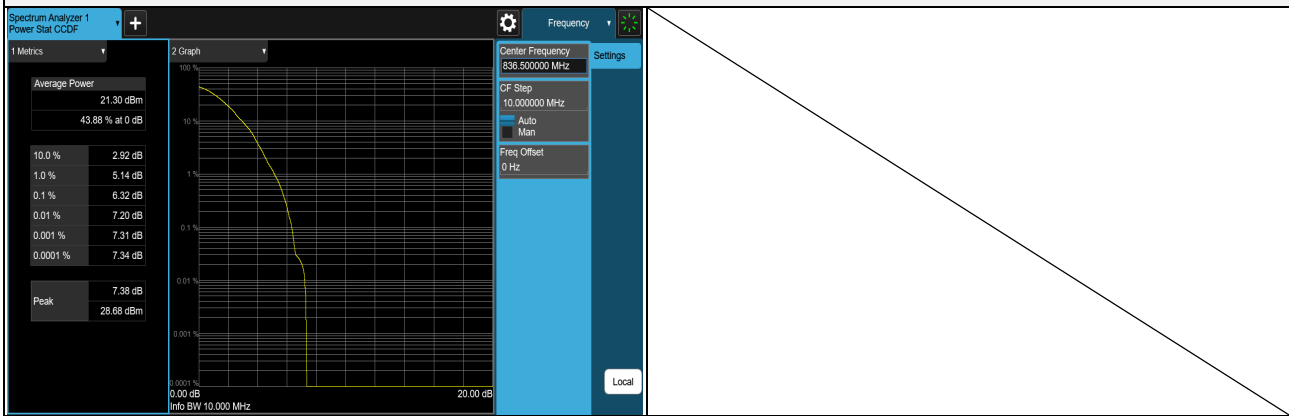 Spectrum Analyzer 1
Power Stat CCDF
Frequency
1 Metrics
2 Graph
Average Power
21.30 dBm
43.88 % at 0 dB
10.0 % 2.92 dB
1.0 % 5.14 dB
0.1 % 6.32 dB
0.01 % 7.20 dB
0.001 % 7.31 dB
0.0001 % 7.34 dB
Peak
7.38 dB
28.68 dBm
100 %
10 %
1 %
0.1 %
0.01 %
0.001 %
0.0001 %
0.00 dB 20.00 dB
Info BW 10.000 MHz
Center Frequency
836.500000 MHz
Settings
CF Step
10.000000 MHz
Auto
Man
Freq Offset
0 Hz
Local